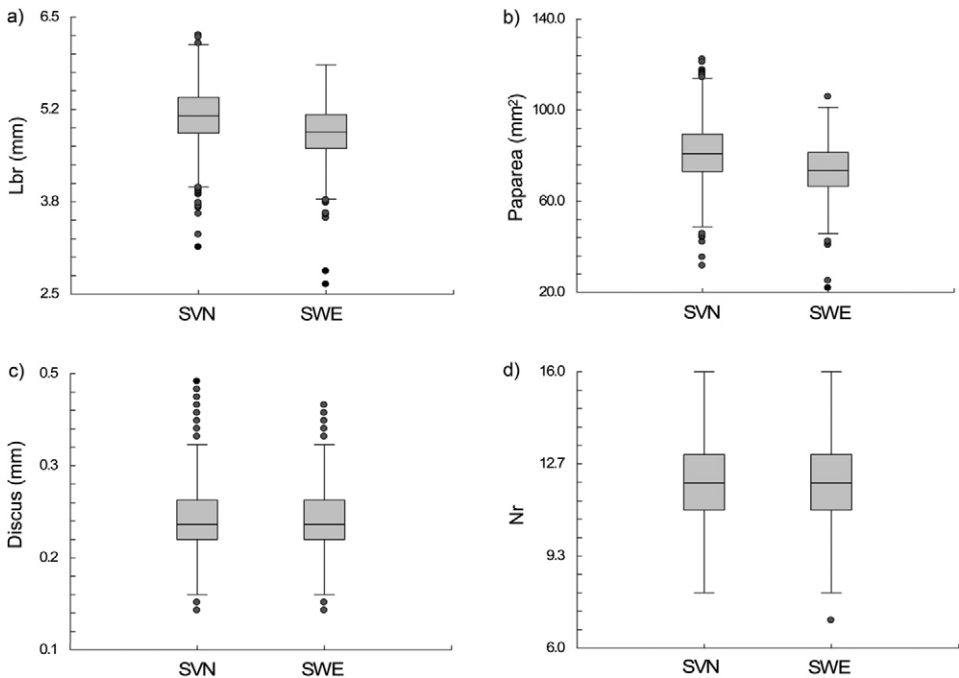 a)
6.5
5.2
3.8
2.5
Lbr (mm)
SVN SWE
b)
140.0
100.0
60.0
20.0
Paparea (mm²)
SVN SWE
c)
0.5
0.3
0.2
0.1
Discus (mm)
SVN SWE
d)
16.0
12.7
9.3
6.0
Nr
SVN SWE